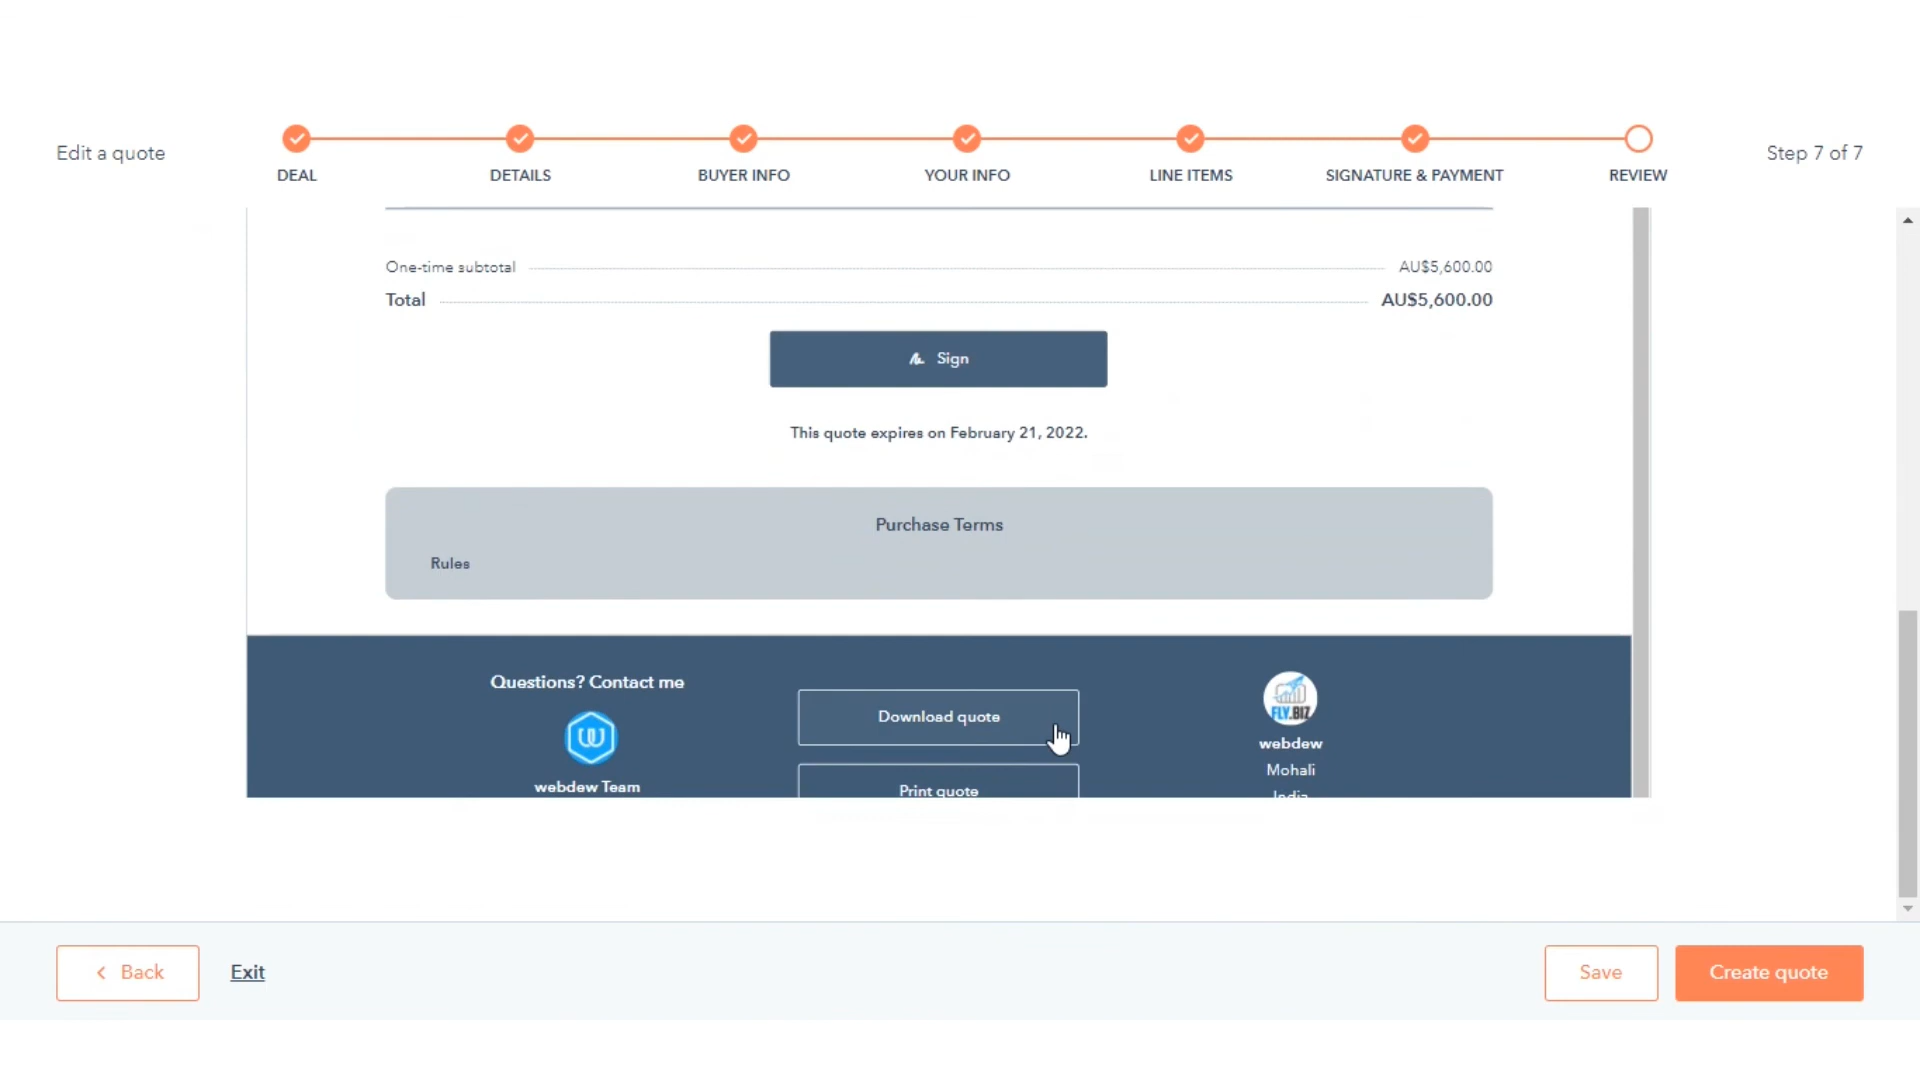 Edit a quote
DEAL
DETAILS
BUYER INFO
YOUR INFO
LINE ITEMS
SIGNATURE & PAYMENT
REVIEW
Step 7 of 7
One-time subtotal AU$5,600.00
Total AU$5,600.00
Sign
This quote expires on February 21, 2022.
Purchase Terms
Rules
Questions? Contact me
webdew Team
Download quote
Print quote
FLY.BIZ
webdew
Mohali
India
Back
Exit
Save
Create quote